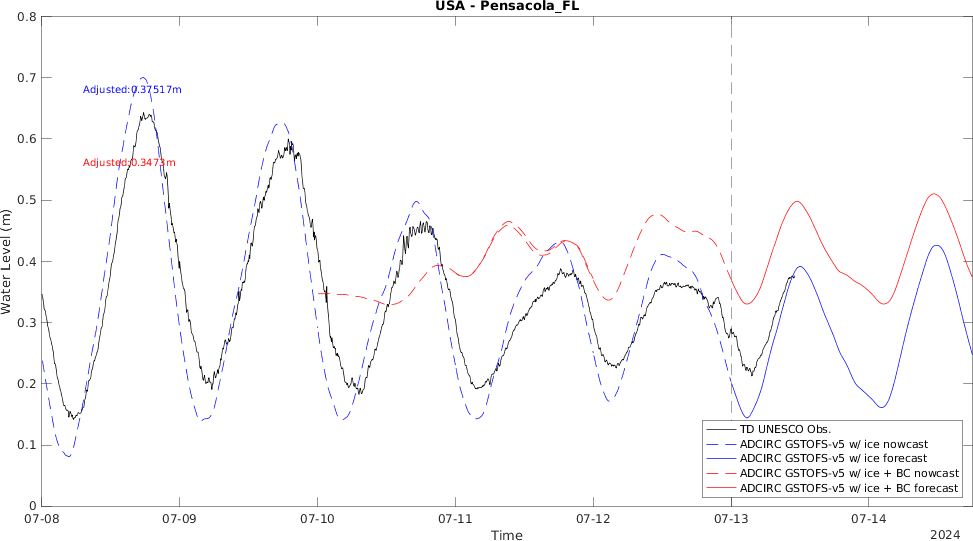 USA - Pensacola_FL
0.8
0.7
0.6
0.5
0.4
0.3
0.2
0.1
0
Water Level (m)
Adjusted:0.37517m
Adjusted:0.3473m
TD UNESCO Obs.
ADCIRC GSTOFS-v5 w/ ice nowcast
ADCIRC GSTOFS-v5 w/ ice forecast
ADCIRC GSTOFS-v5 w/ ice + BC nowcast
ADCIRC GSTOFS-v5 w/ ice + BC forecast
07-08 07-09 07-10 07-11 07-12 07-13 07-14
Time
2024